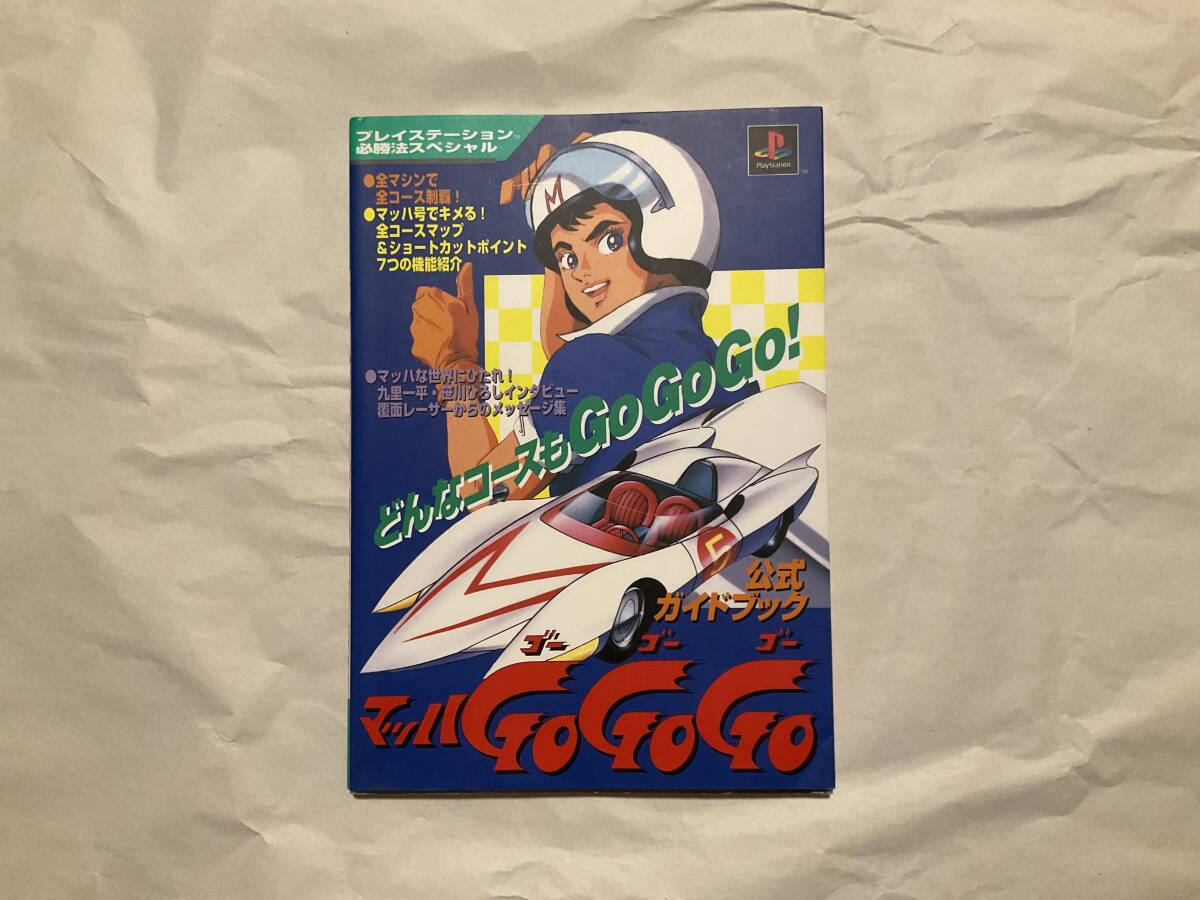 プレイステーション™
必勝法スペシャル
PlayStation
™
●全マシンで
全コース制覇！
●マッハ号でキメる！
全コースマップ
＆ショートカットポイント
7つの機能紹介
M
●マッハな世界にひたれ！
九里一平・笹川ひろしインタビュー
覆面レーサーからのメッセージ集
どんなコースもGoGoGo!
5
公式
ガイドブック
ゴー ゴー ゴー
マッハGoGoGo